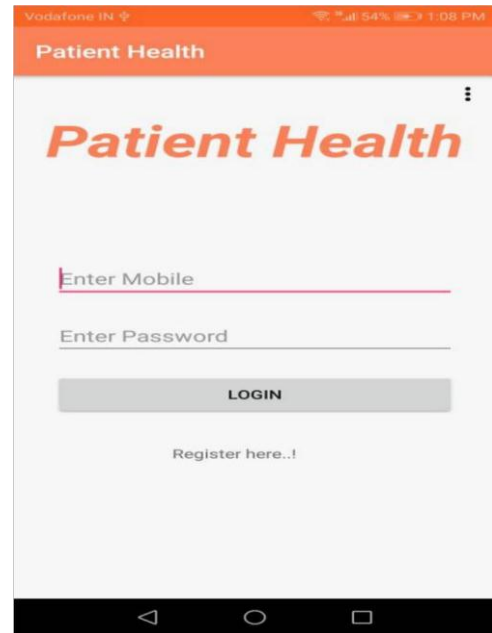 Vodafone IN
54% 1:08 PM
Patient Health
Patient Health
Enter Mobile
Enter Password
LOGIN
Register here..!